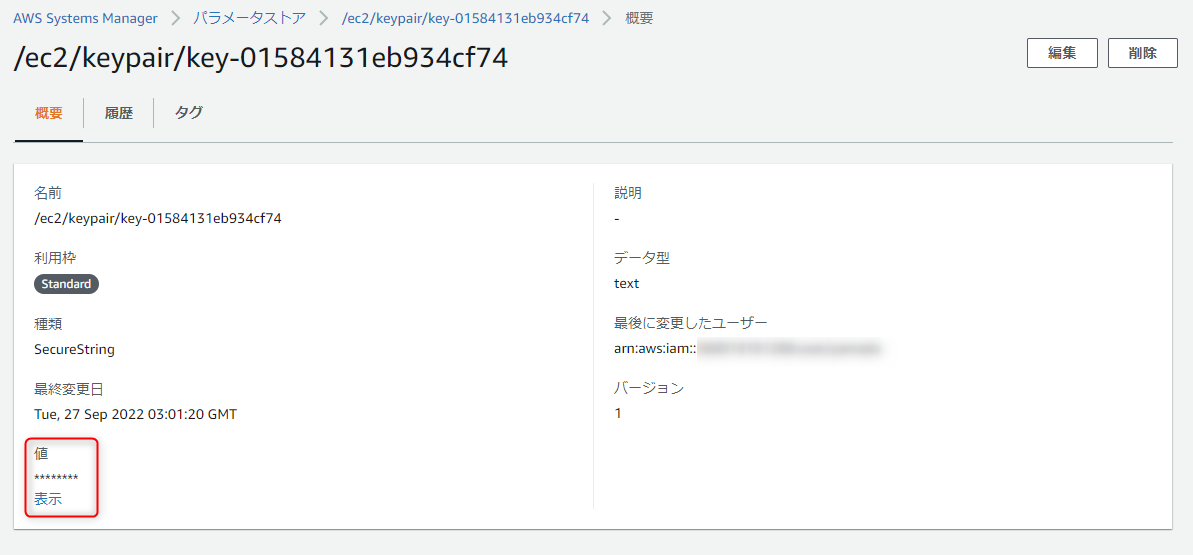 AWS Systems Manager > パラメータストア > /ec2/keypair/key-01584131eb934cf74 > 概要
/ec2/keypair/key-01584131eb934cf74
編集 削除
概要 履歴 タグ
名前
/ec2/keypair/key-01584131eb934cf74
利用枠
Standard
種類
SecureString
最終変更日
Tue, 27 Sep 2022 03:01:20 GMT
値
********
表示
説明
-
データ型
text
最後に変更したユーザー
arn:aws:iam::
バージョン
1